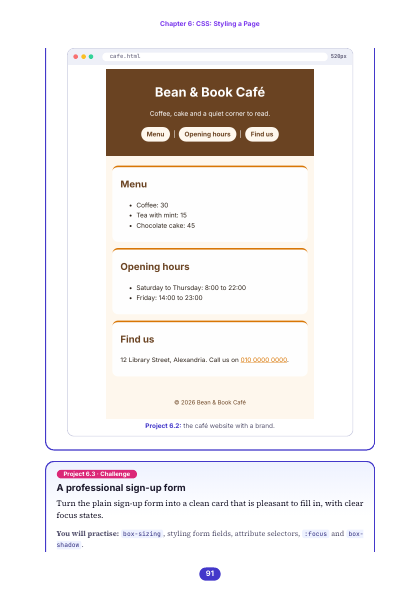 Chapter 6: CSS: Styling a Page
cafe.html
520px
Bean & Book Café
Coffee, cake and a quiet corner to read.
Menu | Opening hours | Find us
Menu
• Coffee: 30
• Tea with mint: 15
• Chocolate cake: 45
Opening hours
• Saturday to Thursday: 8:00 to 22:00
• Friday: 14:00 to 23:00
Find us
12 Library Street, Alexandria. Call us on 010 0000 0000.
© 2026 Bean & Book Café
Project 6.2: the café website with a brand.
Project 6.3 · Challenge
A professional sign-up form
Turn the plain sign-up form into a clean card that is pleasant to fill in, with clear
focus states.
You will practise: box-sizing, styling form fields, attribute selectors, :focus and box-
shadow.
91